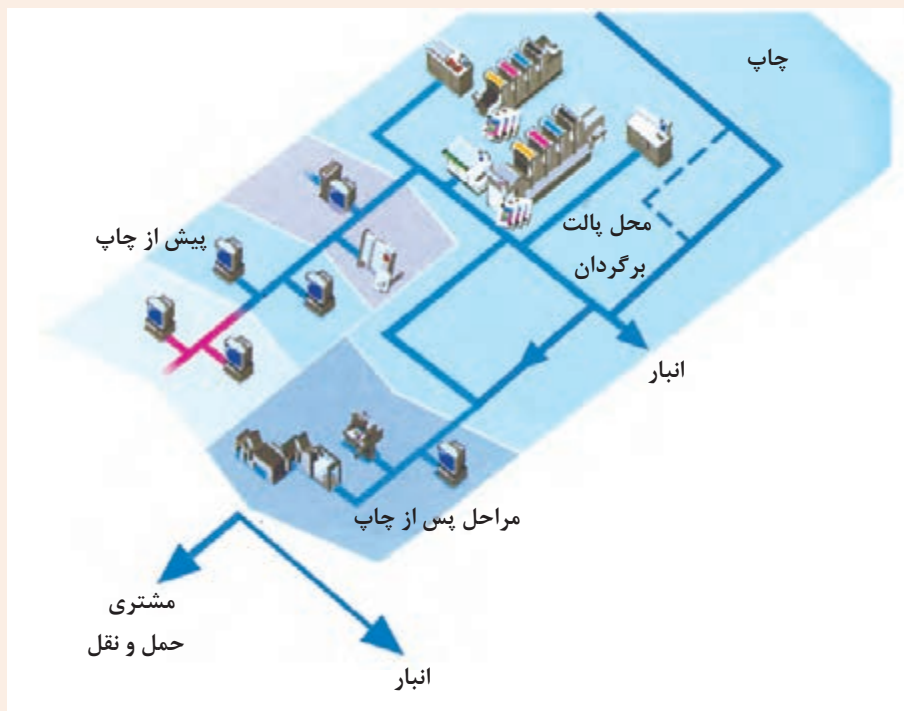 چاپ
پیش از چاپ
محل پالت
برگردان
انبار
مراحل پس از چاپ
مشتری
حمل و نقل
انبار